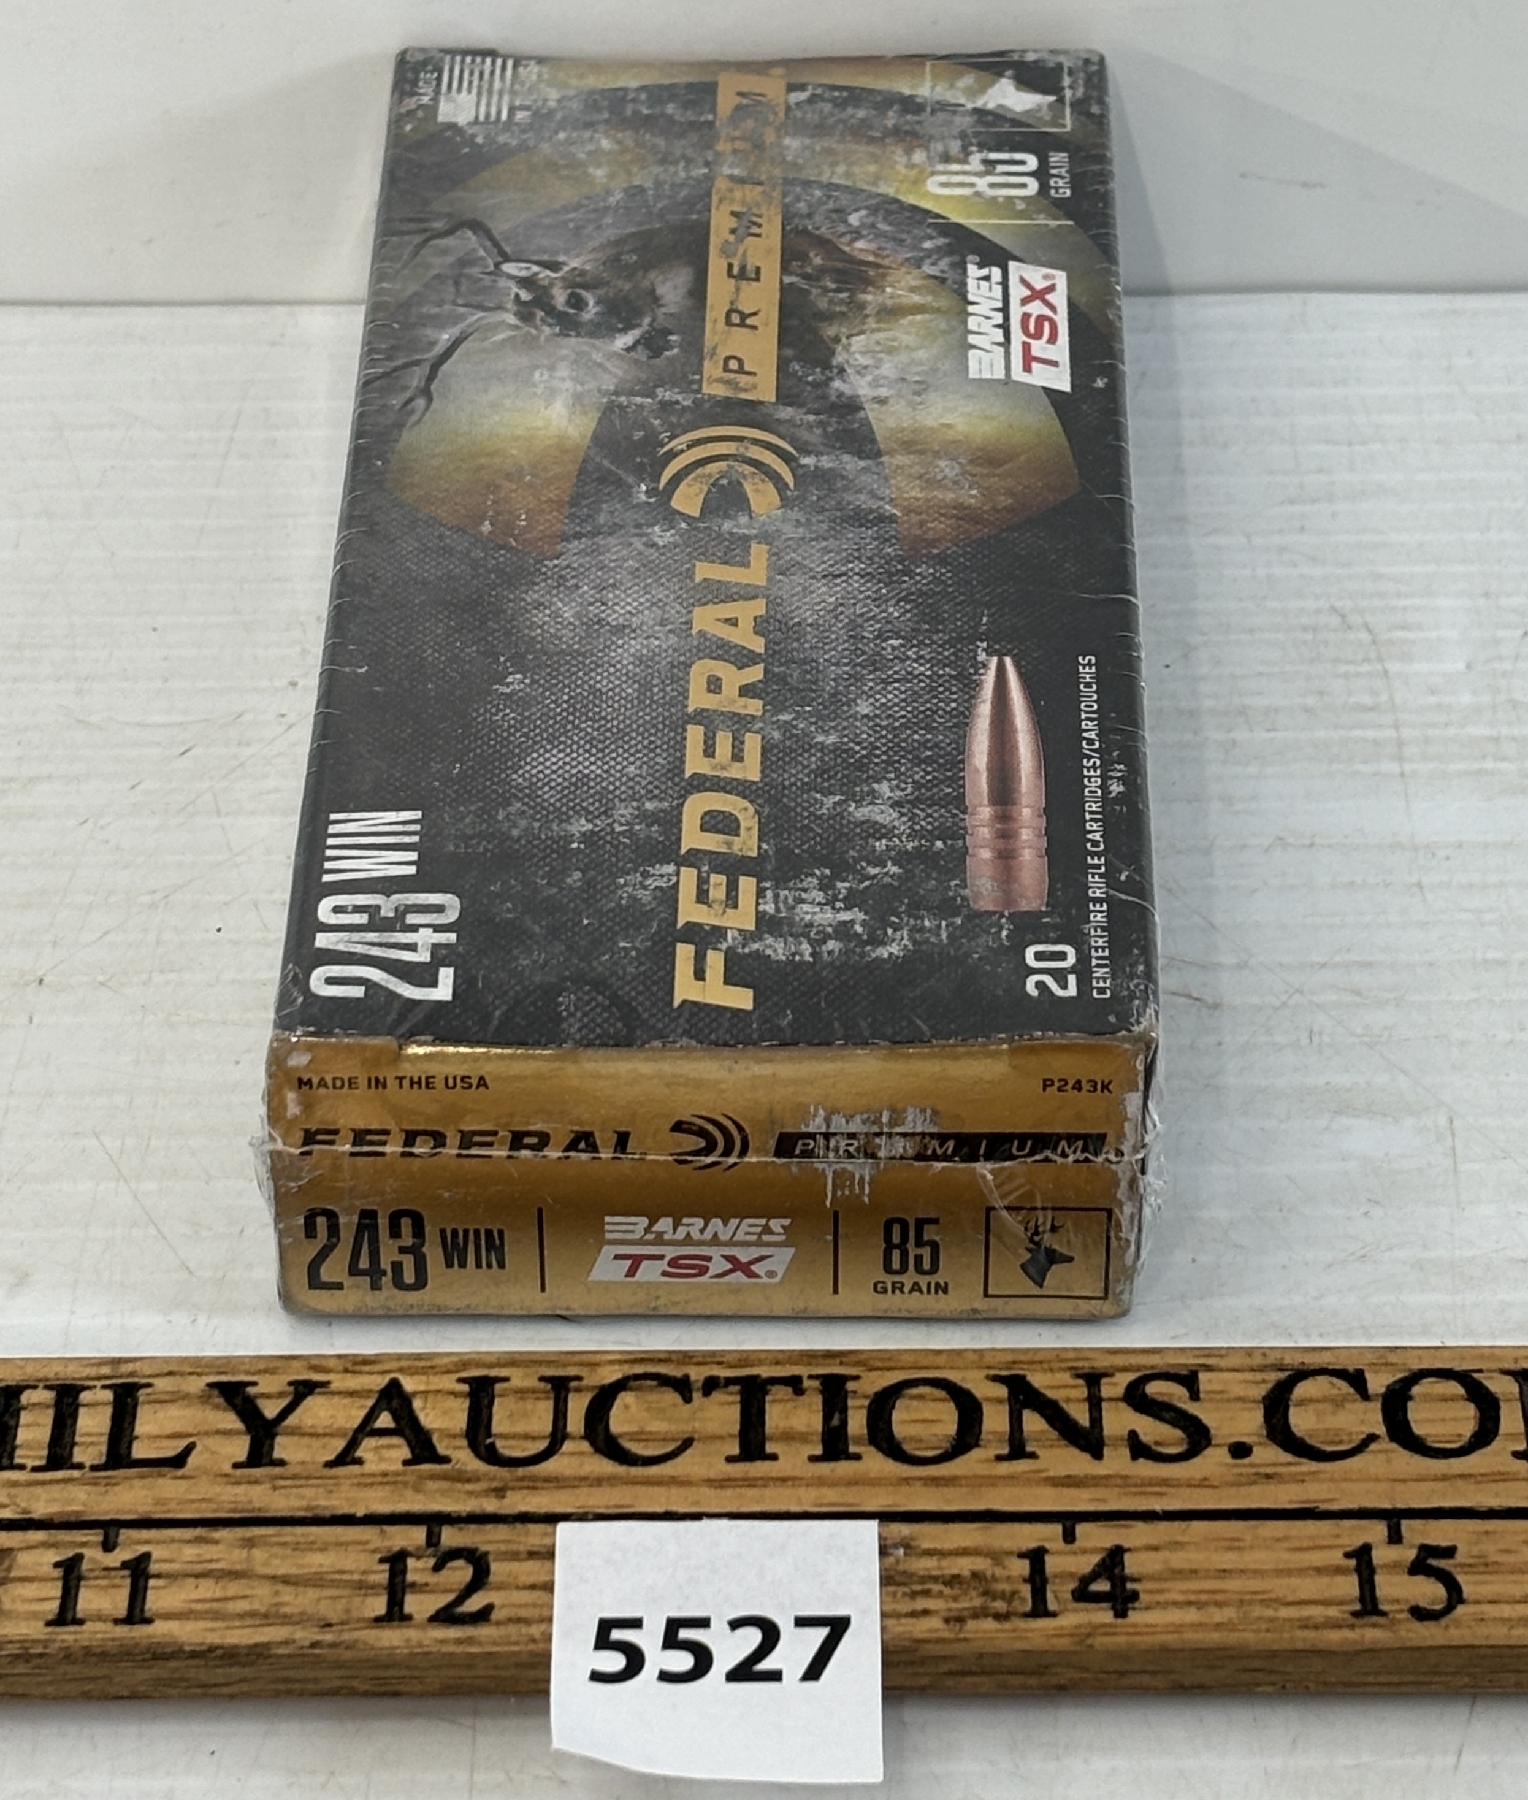 MADE
IN USA
243 WIN
FEDERAL PREMIUM
85
GRAIN
BARNES
TSX
20
CENTERFIRE RIFLE CARTRIDGES/CARTOUCHES
MADE IN THE USA P243K
FEDERAL PREMIUM
243 WIN BARNES TSX 85 GRAIN
MILYAUCTIONS.CO
11 12 14 15
5527